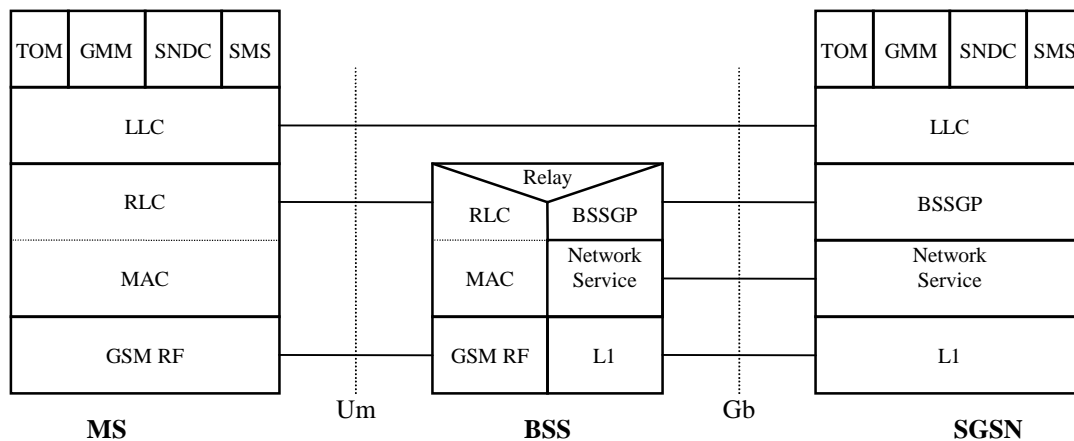 TOM GMM SNDC SMS
TOM GMM SNDC SMS
LLC
LLC
Relay
RLC
RLC
BSSGP
BSSGP
MAC
MAC
Network
Service
Network
Service
GSM RF
GSM RF
L1
L1
Um
Gb
MS
BSS
SGSN